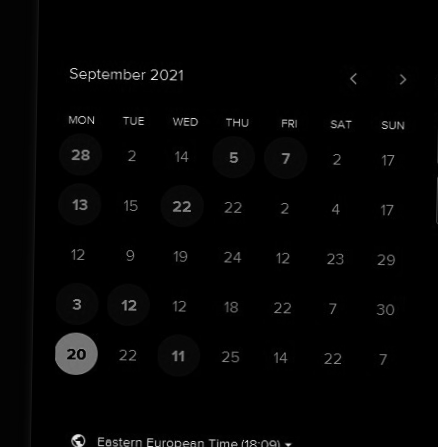 September 2021 < >
MON TUE WED THU FRI SAT SUN
28 2 14 5 7 2 17
13 15 22 22 2 4 17
12 9 19 24 12 23 29
3 12 12 18 22 7 30
20 22 11 25 14 22 7
Eastern European Time (18:09)